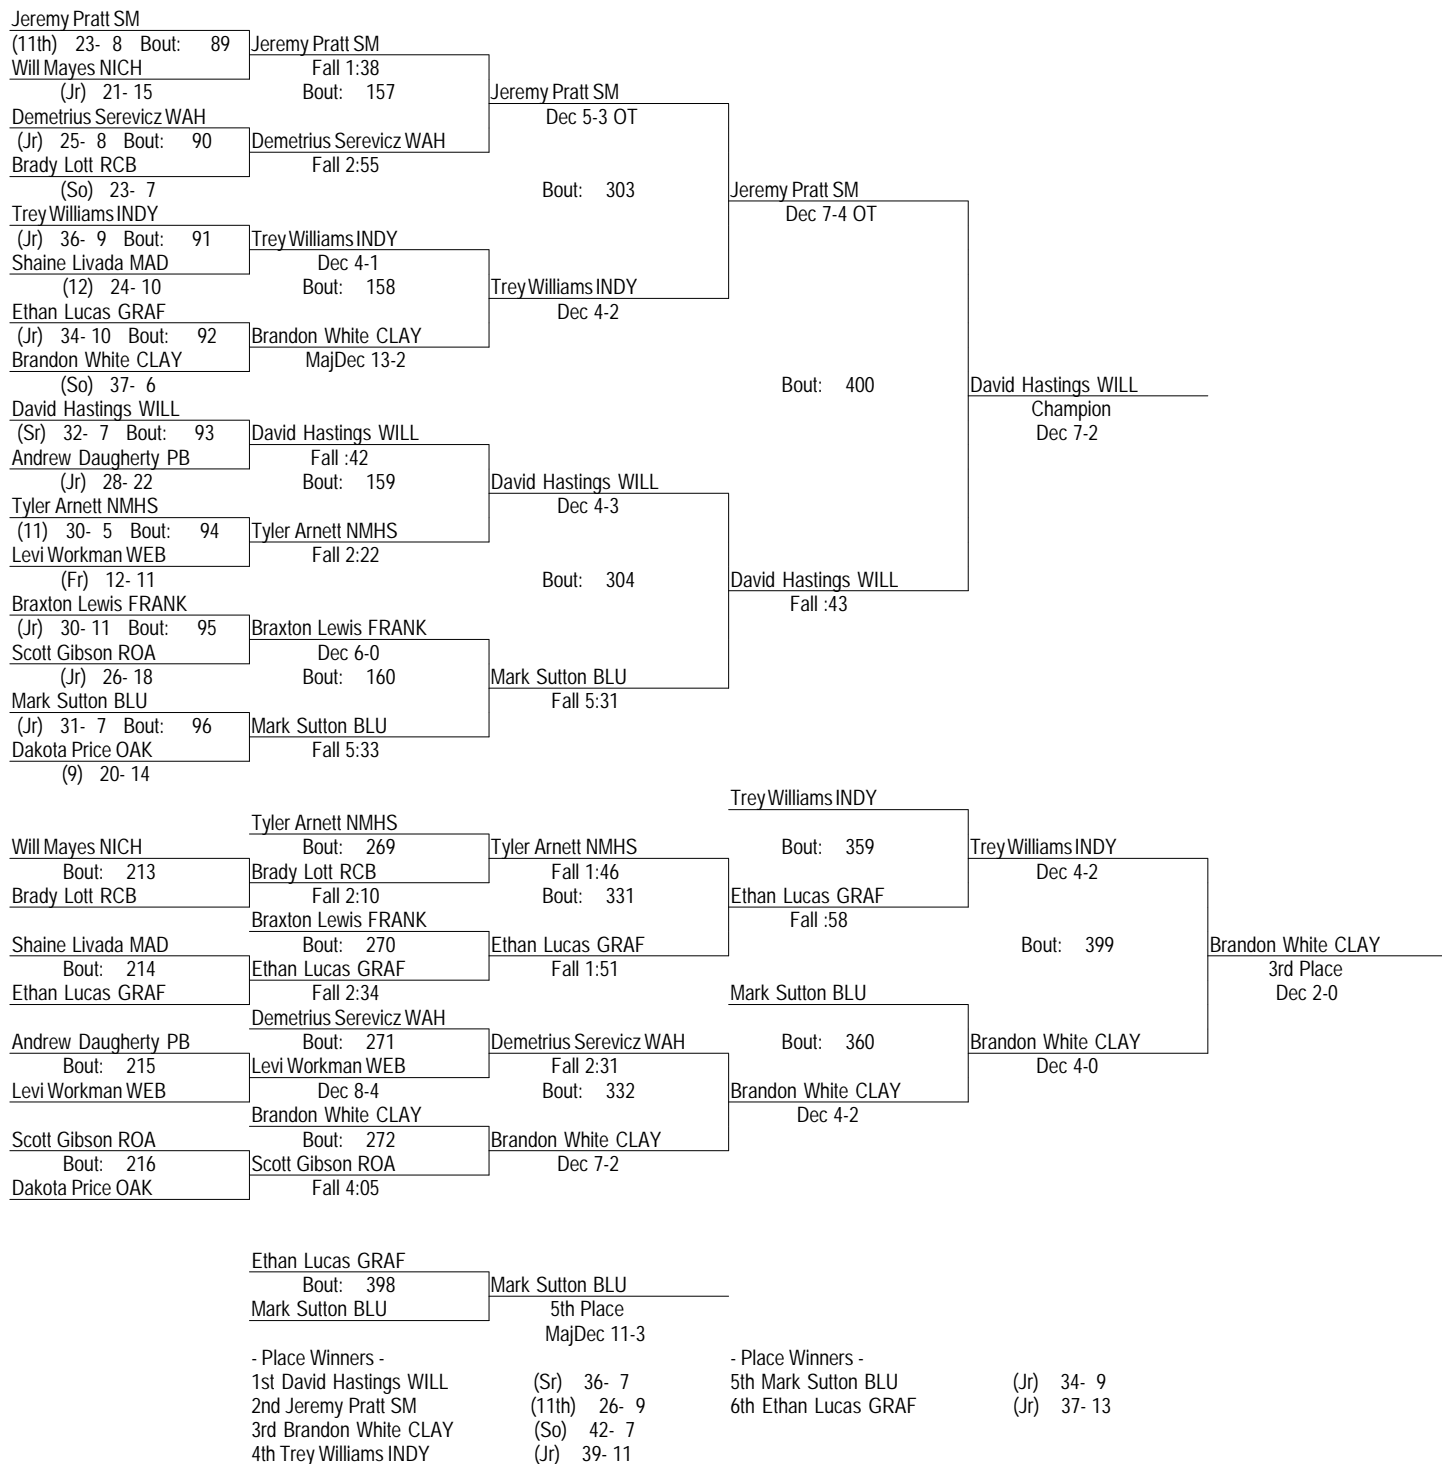 Jeremy Pratt SM
(11th) 23- 8 Bout: 89 Jeremy Pratt SM
Will Mayes NICH Fall 1:38
(Jr) 21- 15 Bout: 157 Jeremy Pratt SM
Demetrius Serevicz WAH Dec 5-3 OT
(Jr) 25- 8 Bout: 90 Demetrius Serevicz WAH
Brady Lott RCB Fall 2:55
(So) 23- 7 Bout: 303 Jeremy Pratt SM
Trey Williams INDY Dec 7-4 OT
(Jr) 36- 9 Bout: 91 Trey Williams INDY
Shaine Livada MAD Dec 4-1
(12) 24- 10 Bout: 158 Trey Williams INDY
Ethan Lucas GRAF Dec 4-2
(Jr) 34- 10 Bout: 92 Brandon White CLAY
Brandon White CLAY MajDec 13-2
(So) 37- 6 Bout: 400 David Hastings WILL
David Hastings WILL Champion
(Sr) 32- 7 Bout: 93 David Hastings WILL Dec 7-2
Andrew Daugherty PB Fall :42
(Jr) 28- 22 Bout: 159 David Hastings WILL
Tyler Arnett NMHS Dec 4-3
(11) 30- 5 Bout: 94 Tyler Arnett NMHS
Levi Workman WEB Fall 2:22
(Fr) 12- 11 Bout: 304 David Hastings WILL
Braxton Lewis FRANK Fall :43
(Jr) 30- 11 Bout: 95 Braxton Lewis FRANK
Scott Gibson ROA Dec 6-0
(Jr) 26- 18 Bout: 160 Mark Sutton BLU
Mark Sutton BLU Fall 5:31
(Jr) 31- 7 Bout: 96 Mark Sutton BLU
Dakota Price OAK Fall 5:33
(9) 20- 14
Trey Williams INDY
Tyler Arnett NMHS
Will Mayes NICH Bout: 269 Tyler Arnett NMHS Bout: 359 Trey Williams INDY
Bout: 213 Brady Lott RCB Fall 1:46 Dec 4-2
Brady Lott RCB Fall 2:10 Bout: 331 Ethan Lucas GRAF
Braxton Lewis FRANK Fall :58
Shaine Livada MAD Bout: 270 Ethan Lucas GRAF Bout: 399 Brandon White CLAY
Bout: 214 Ethan Lucas GRAF Fall 1:51 3rd Place
Ethan Lucas GRAF Fall 2:34 Mark Sutton BLU Dec 2-0
Demetrius Serevicz WAH
Andrew Daugherty PB Bout: 271 Demetrius Serevicz WAH Bout: 360 Brandon White CLAY
Bout: 215 Levi Workman WEB Fall 2:31 Dec 4-0
Levi Workman WEB Dec 8-4 Bout: 332 Brandon White CLAY
Brandon White CLAY Dec 4-2
Scott Gibson ROA Bout: 272 Brandon White CLAY
Bout: 216 Scott Gibson ROA Dec 7-2
Dakota Price OAK Fall 4:05
Ethan Lucas GRAF
Bout: 398 Mark Sutton BLU
Mark Sutton BLU 5th Place
MajDec 11-3
- Place Winners - - Place Winners -
1st David Hastings WILL (Sr) 36- 7 5th Mark Sutton BLU (Jr) 34- 9
2nd Jeremy Pratt SM (11th) 26- 9 6th Ethan Lucas GRAF (Jr) 37- 13
3rd Brandon White CLAY (So) 42- 7
4th Trey Williams INDY (Jr) 39- 11